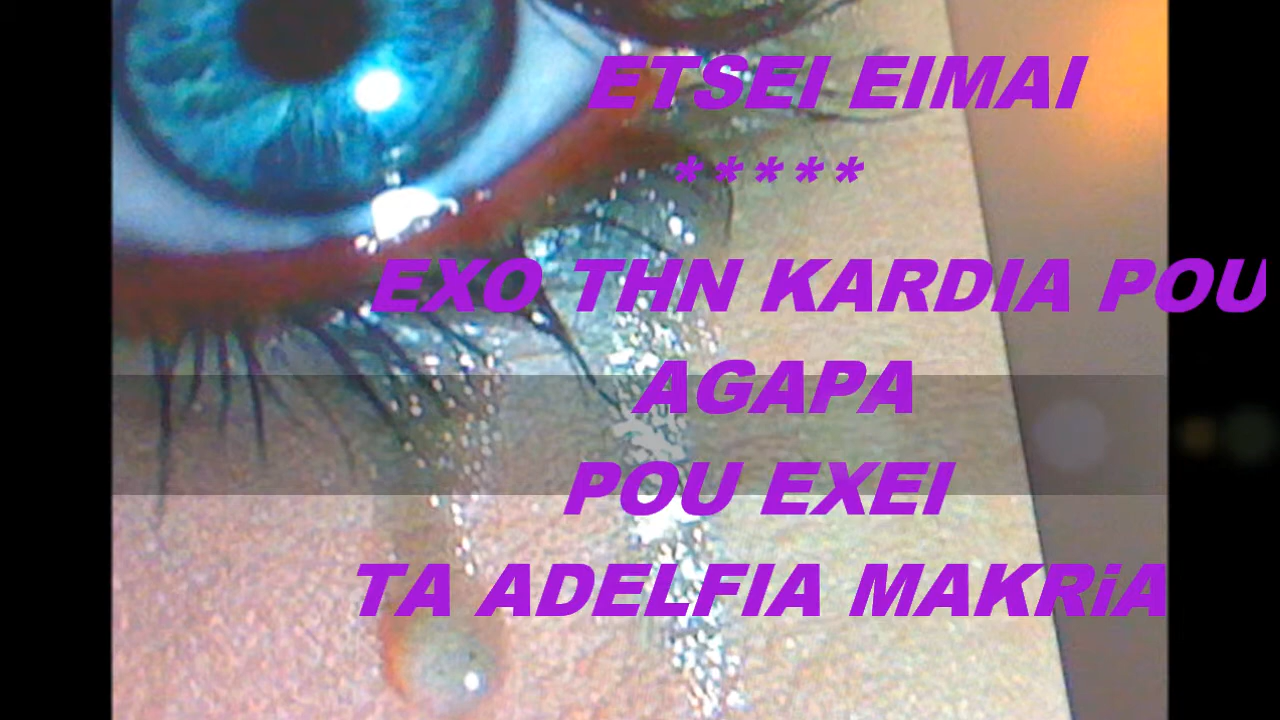 ETSEI EIMAI
*****
EXO THN KARDIA POU
AGAPA
POU EXEI
TA ADELFIA MAKRiA